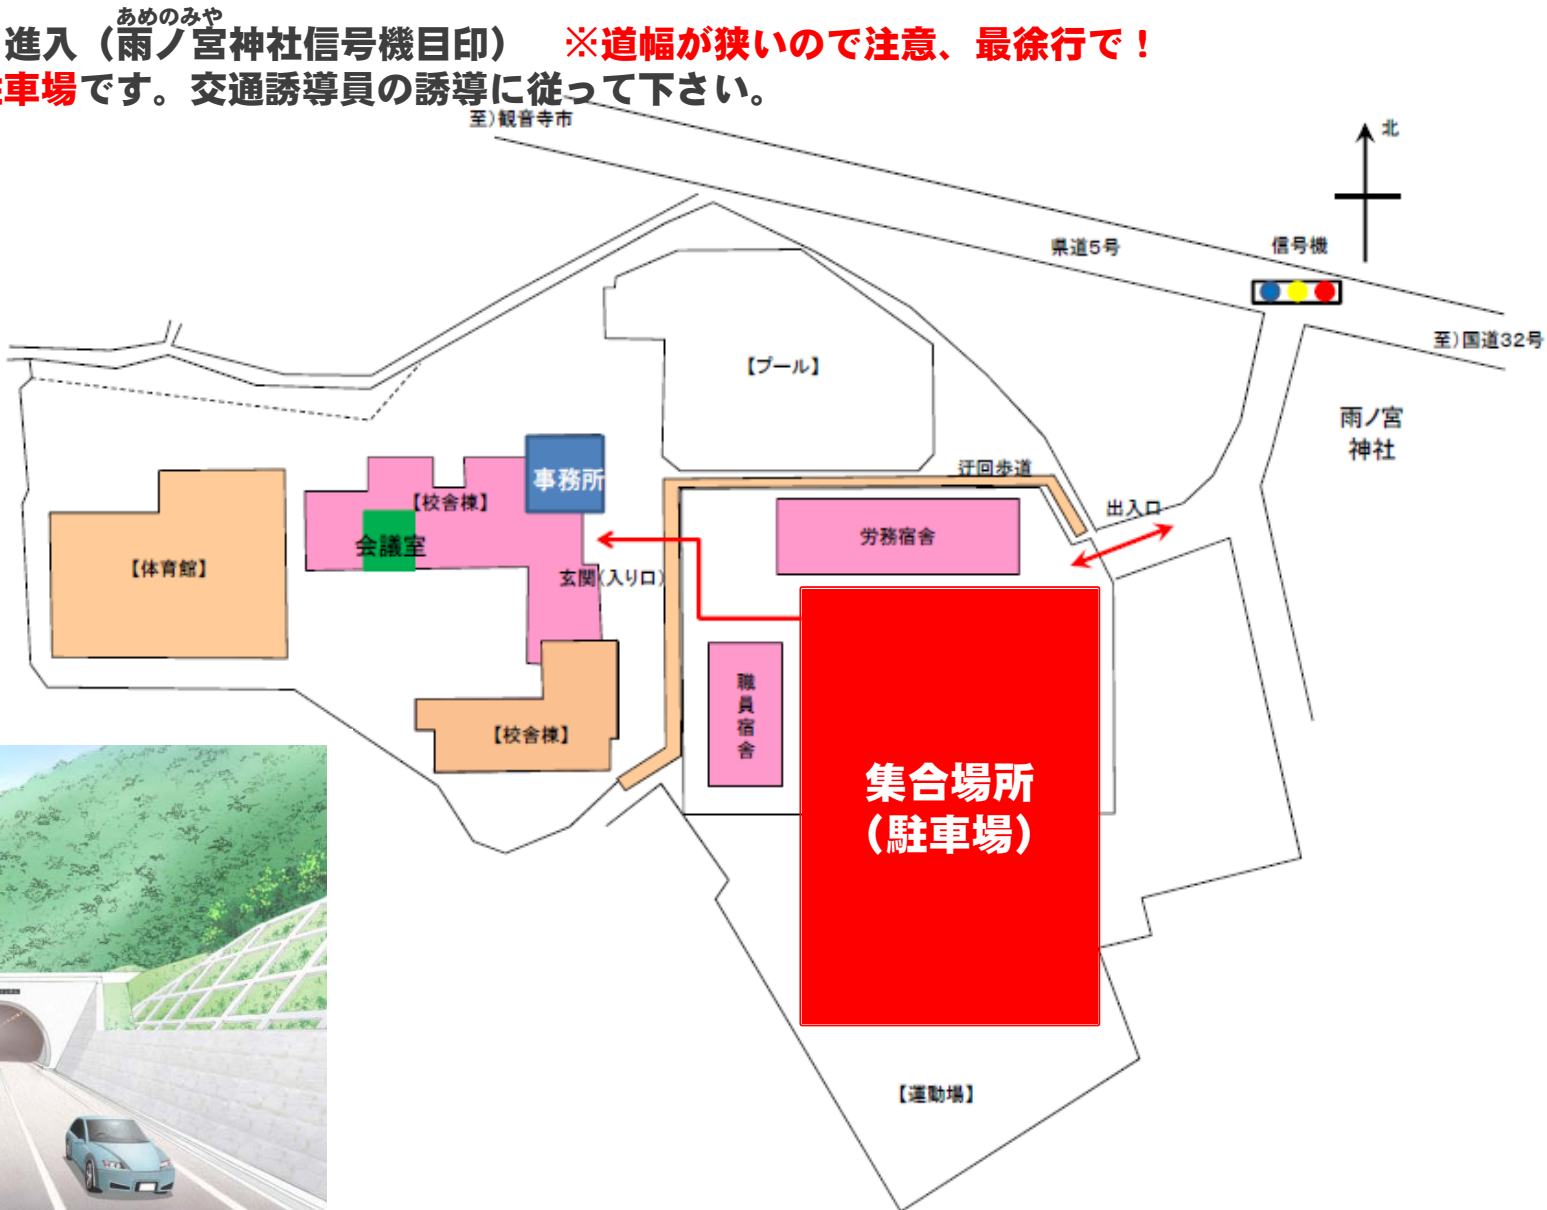 あめのみや
進入（雨ノ宮神社信号機目印）　※道幅が狭いので注意、最徐行で！
車場です。交通誘導員の誘導に従って下さい。
至）観音寺市
北
県道5号
信号機
至）国道32号
【プール】
雨ノ宮
神社
事務所
迂回歩道
【校舎棟】
出入口
労務宿舎
会議室
【体育館】
玄関（入り口）
職員宿舎
【校舎棟】
集合場所
（駐車場）
【運動場】